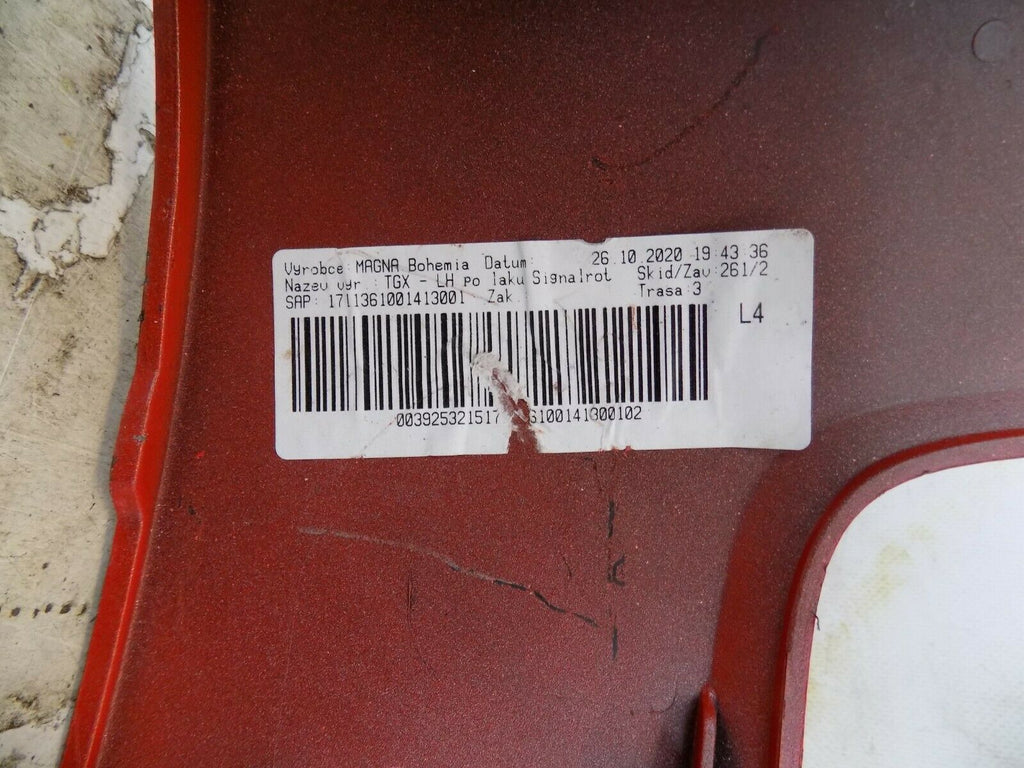 Vyrobce: MAGNA Bohemia Datum: 26.10.2020 19:43:36
Nazev vyr.: TGX - LH po laku Signalrot Skid/Zav:261/2
SAP: Zak. Trasa:3
L4